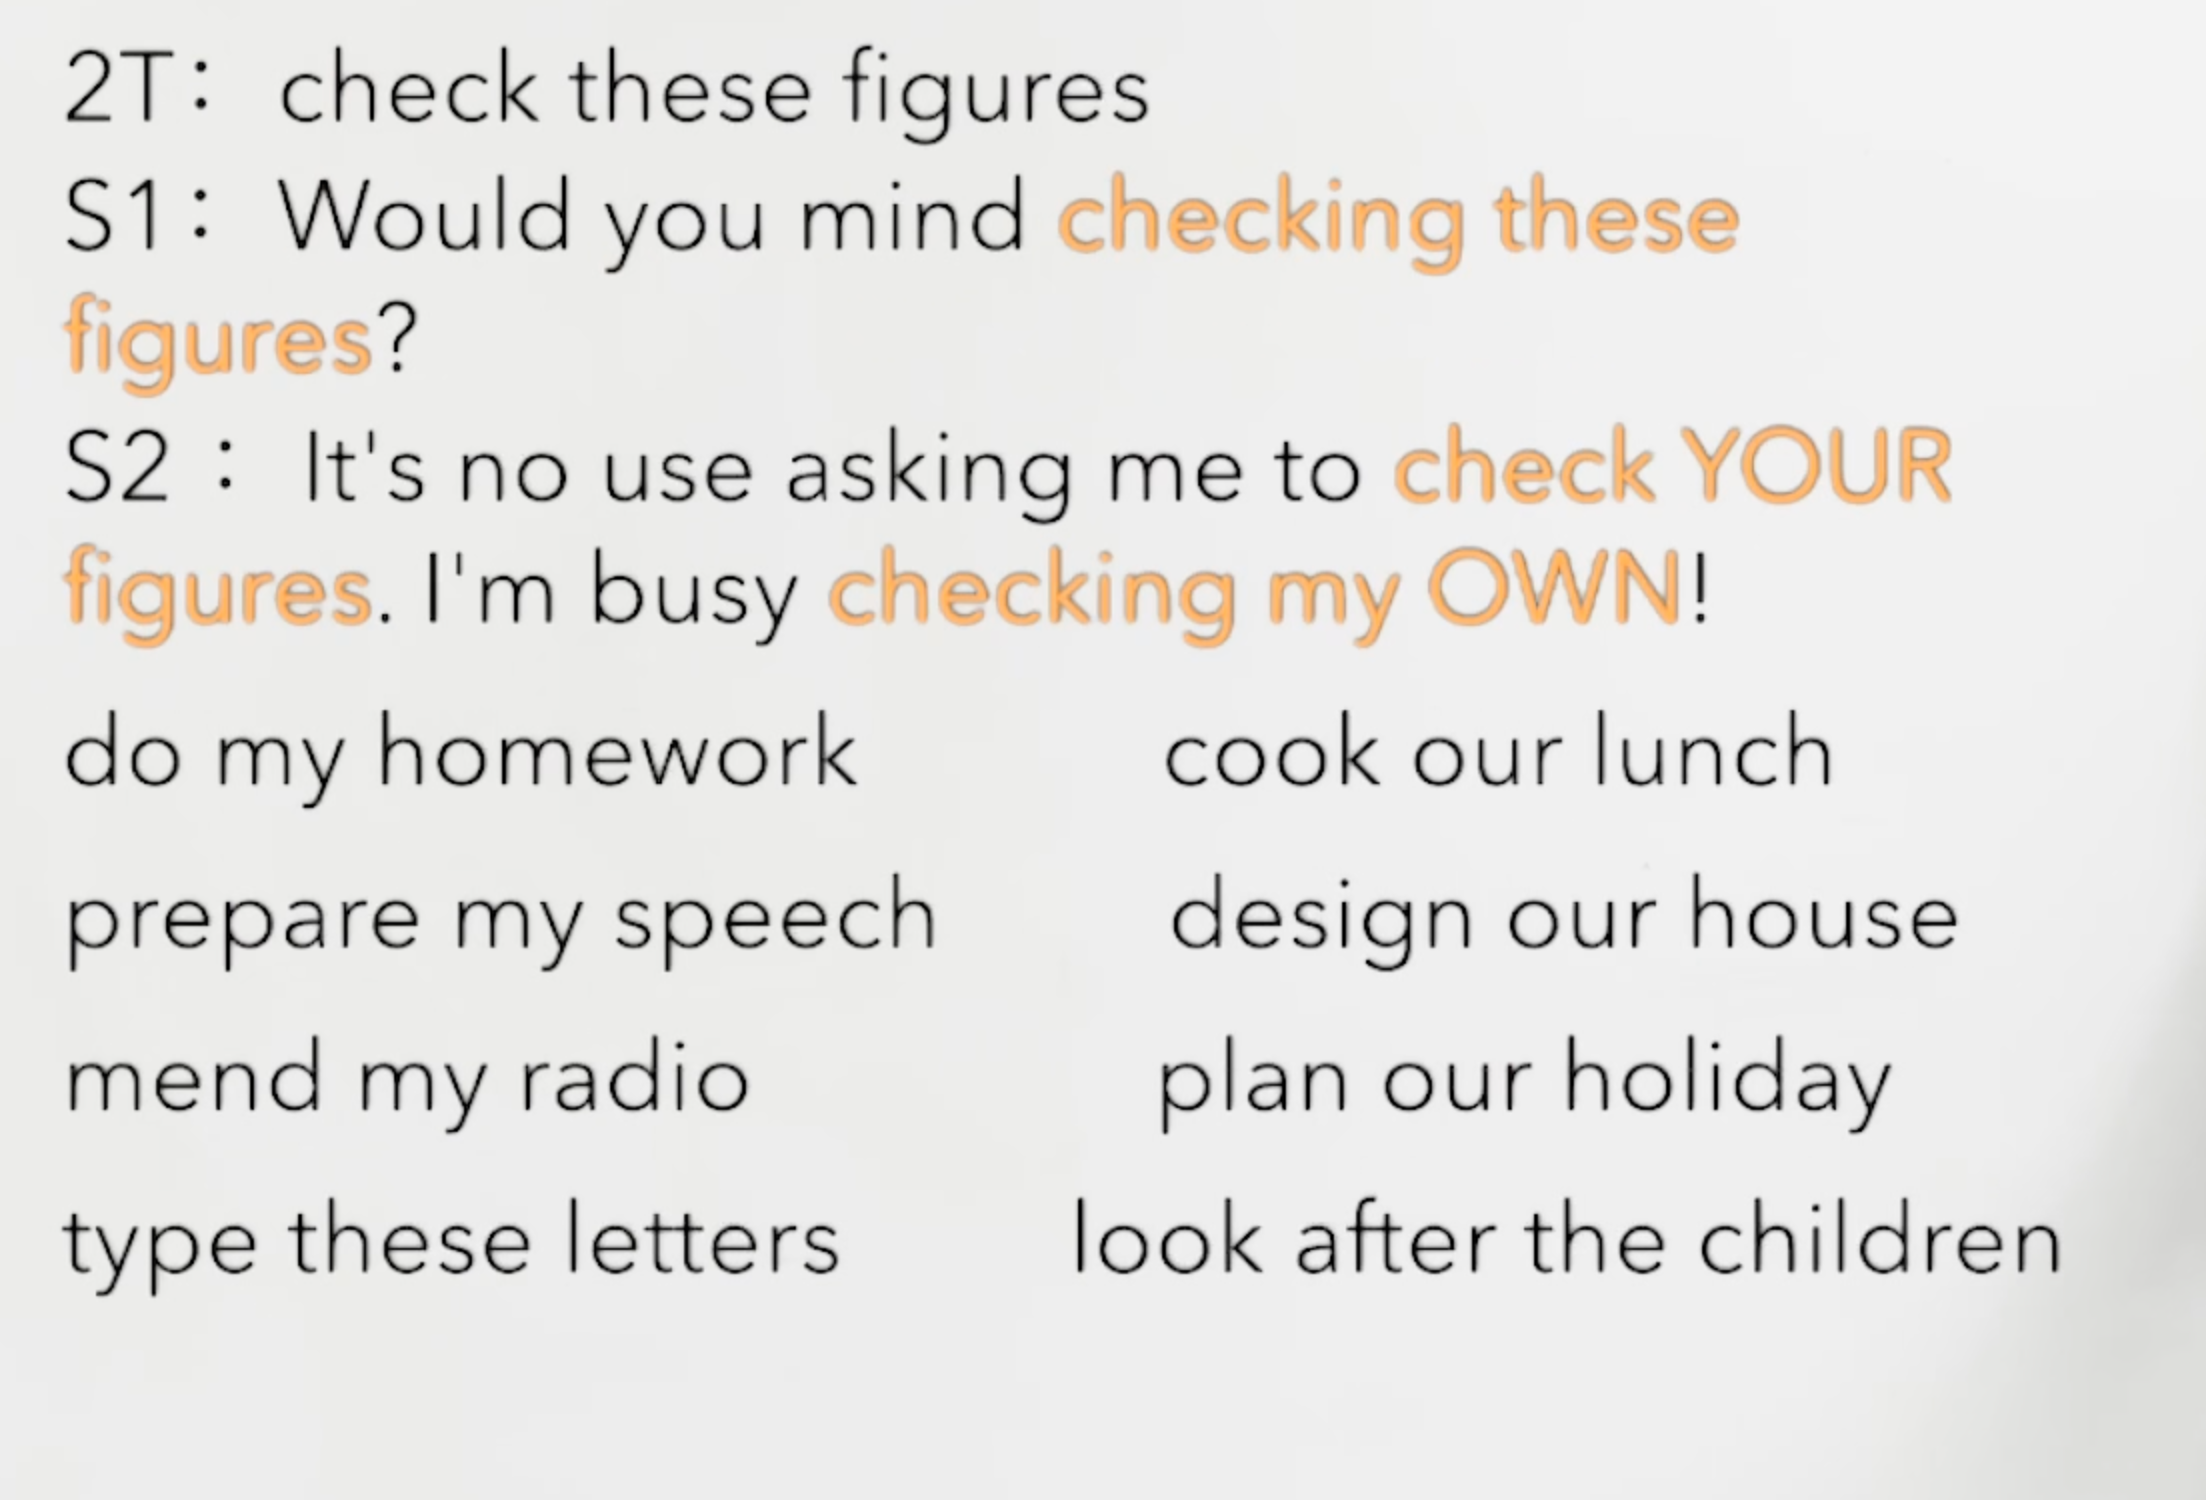 2T: check these figures
S1: Would you mind checking these
figures?
S2 : It's no use asking me to check YOUR
figures. I'm busy checking my OWN!
do my homework cook our lunch
prepare my speech design our house
mend my radio plan our holiday
type these letters look after the children